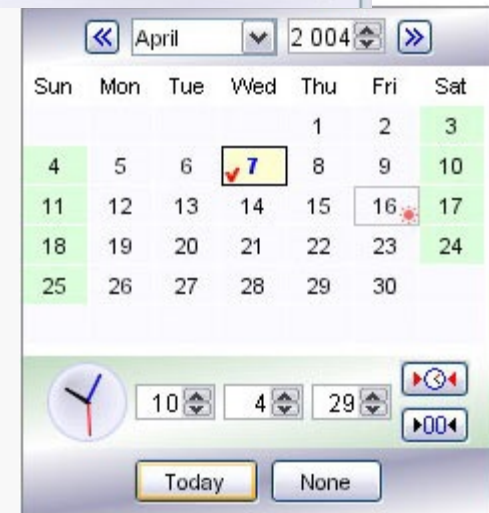 April 2 004
Sun Mon Tue Wed Thu Fri Sat
1 2 3
4 5 6 7 8 9 10
11 12 13 14 15 16 17
18 19 20 21 22 23 24
25 26 27 28 29 30
10 4 29
00
Today None